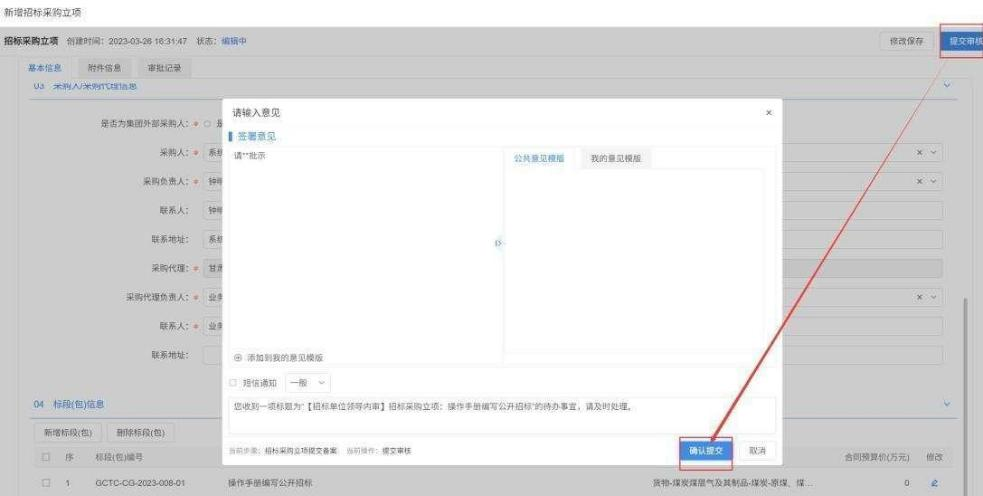 新增招标采购立项
招标采购立项 创建时间：2023-03-26 16:31:47 状态：编辑中 修改保存 提交审核
基本信息 附件信息 审批记录
03 采购人/采购代理信息
是否为集团外部采购人： 是
采购人： 系统
采购负责人： 钟
联系人： 钟
联系地址： 系统
采购代理： 甘肃
采购代理负责人： 业务
联系人： 业务
联系地址：
请输入意见 ×
签署意见
请**批示 公共意见模版 我的意见模版
添加到我的意见模版
短信通知 一般
您收到一项标题为“【招标单位领导内审】招标采购立项：操作手册编写公开招标”的待办事宜，请及时处理。
当前步骤：招标采购立项提交备案 当前操作：提交审核 确认提交 取消
04 标段(包)信息
新增标段(包) 删除标段(包)
序 标段(包)编号 合同预算价(万元) 修改
1 GCTC-CG-2023-008-01 操作手册编写公开招标 货物-煤炭煤层气及其制品-煤炭-原煤、煤... 0